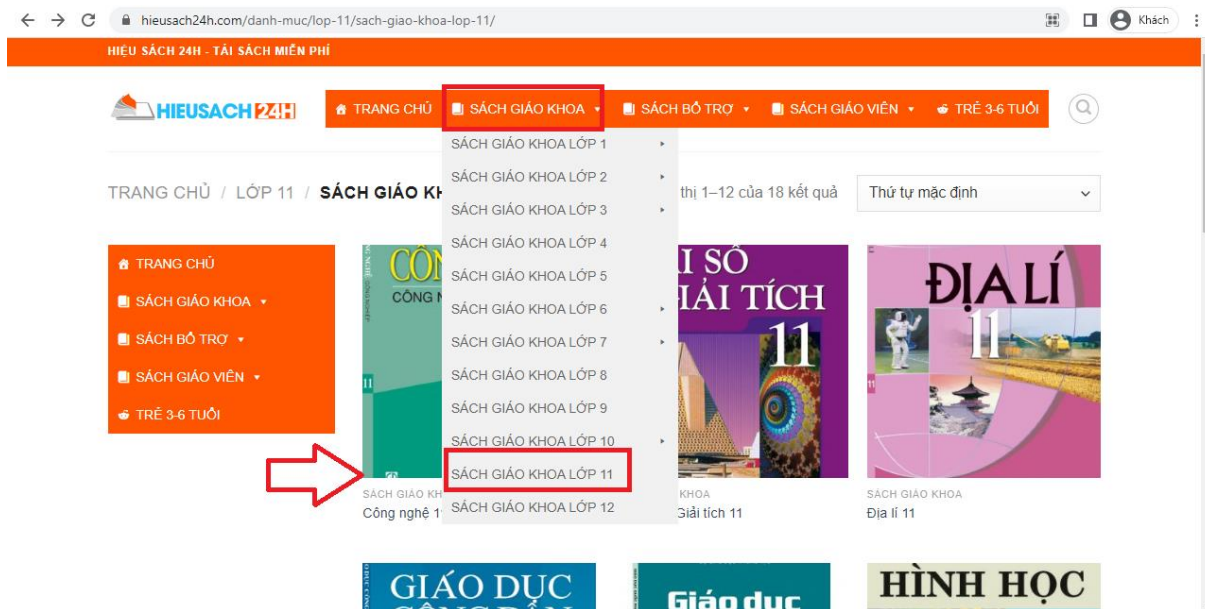 hieusach24h.com/danh-muc/lop-11/sach-giao-khoa-lop-11/
Khách
HIỆU SÁCH 24H - TẢI SÁCH MIỄN PHÍ
HIEUSACH 24H
TRANG CHỦ
SÁCH GIÁO KHOA
SÁCH BỔ TRỢ
SÁCH GIÁO VIÊN
TRẺ 3-6 TUỔI
SÁCH GIÁO KHOA LỚP 1
SÁCH GIÁO KHOA LỚP 2
SÁCH GIÁO KHOA LỚP 3
SÁCH GIÁO KHOA LỚP 4
SÁCH GIÁO KHOA LỚP 5
SÁCH GIÁO KHOA LỚP 6
SÁCH GIÁO KHOA LỚP 7
SÁCH GIÁO KHOA LỚP 8
SÁCH GIÁO KHOA LỚP 9
SÁCH GIÁO KHOA LỚP 10
SÁCH GIÁO KHOA LỚP 11
SÁCH GIÁO KHOA LỚP 12
TRANG CHỦ / LỚP 11 / SÁCH GIÁO KH
thị 1–12 của 18 kết quả
Thứ tự mặc định
TRANG CHỦ
SÁCH GIÁO KHOA
SÁCH BỔ TRỢ
SÁCH GIÁO VIÊN
TRẺ 3-6 TUỔI
CÔN
CÔNG N
11
SÁCH GIÁO KH
Công nghệ 1
I SỐ
IẢI TÍCH
11
KHOA
Giải tích 11
ĐỊA LÍ
11
11
SÁCH GIÁO KHOA
Địa lí 11
GIÁO DỤC
CÔNG DÂN
Giáo dục
HÌNH HỌC